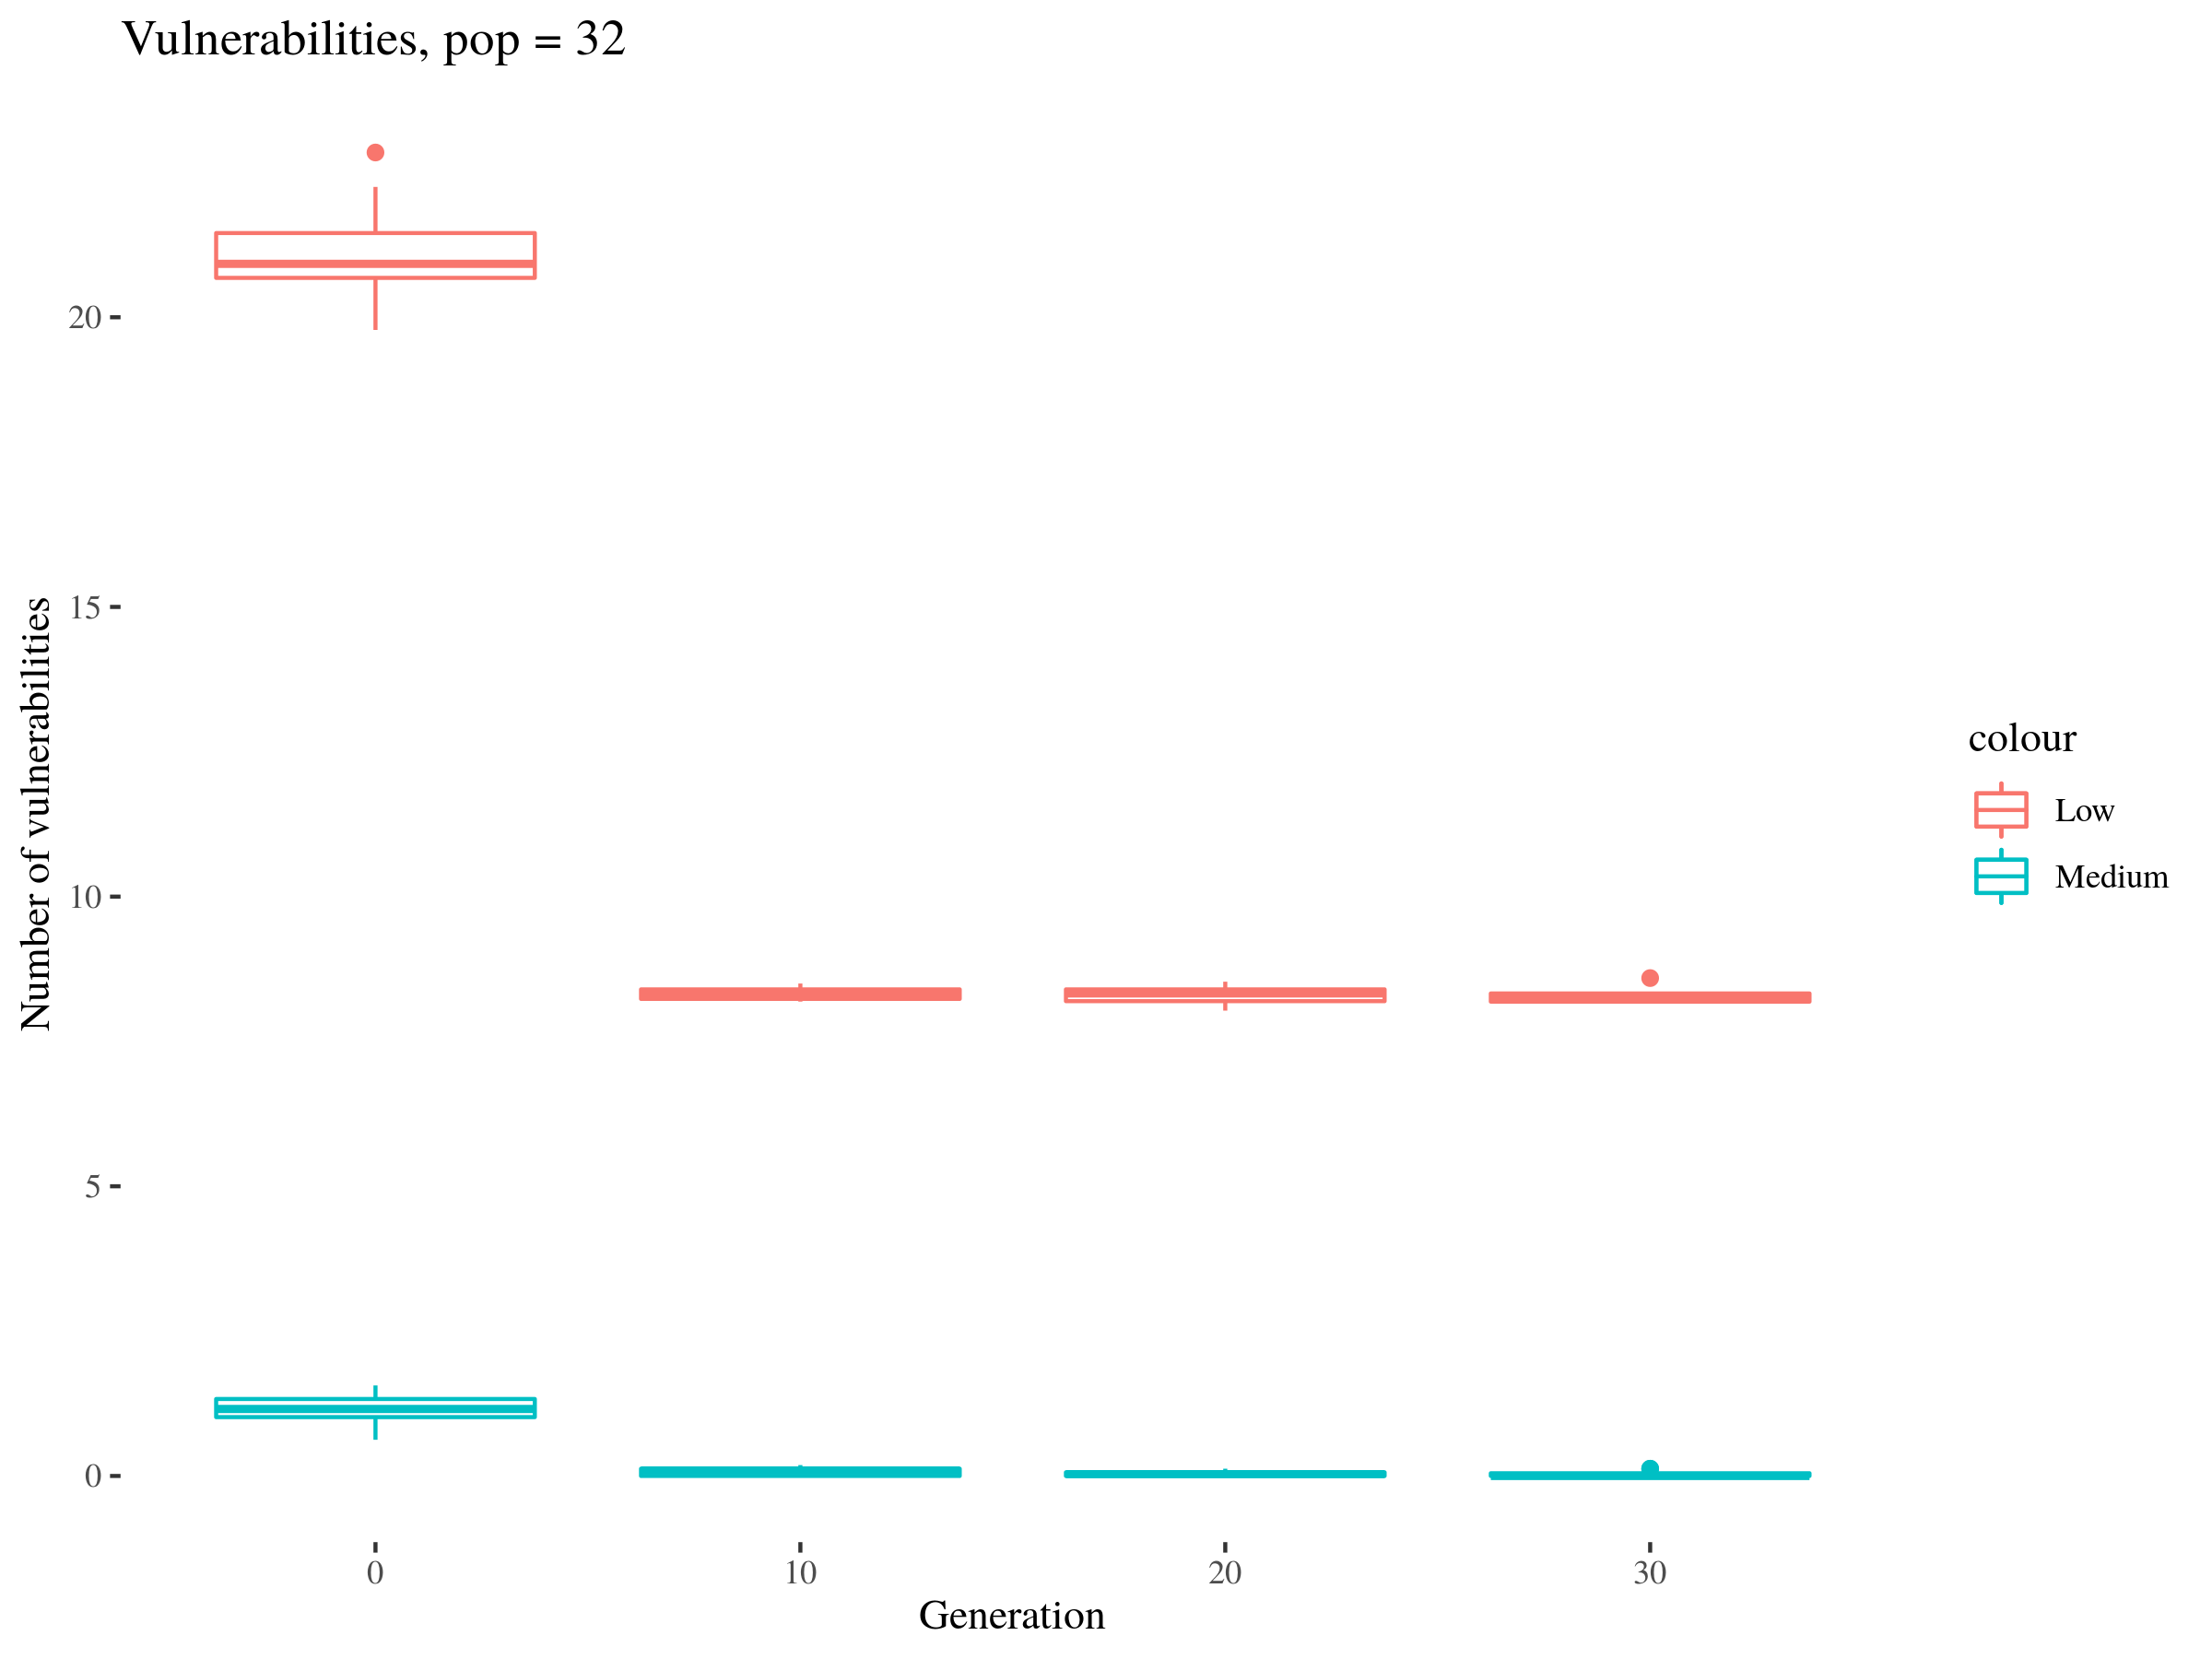 Vulnerabilities, pop = 32
Number of vulnerabilities
20
15
10
5
0
0 10 20 30
Generation
colour
Low
Medium